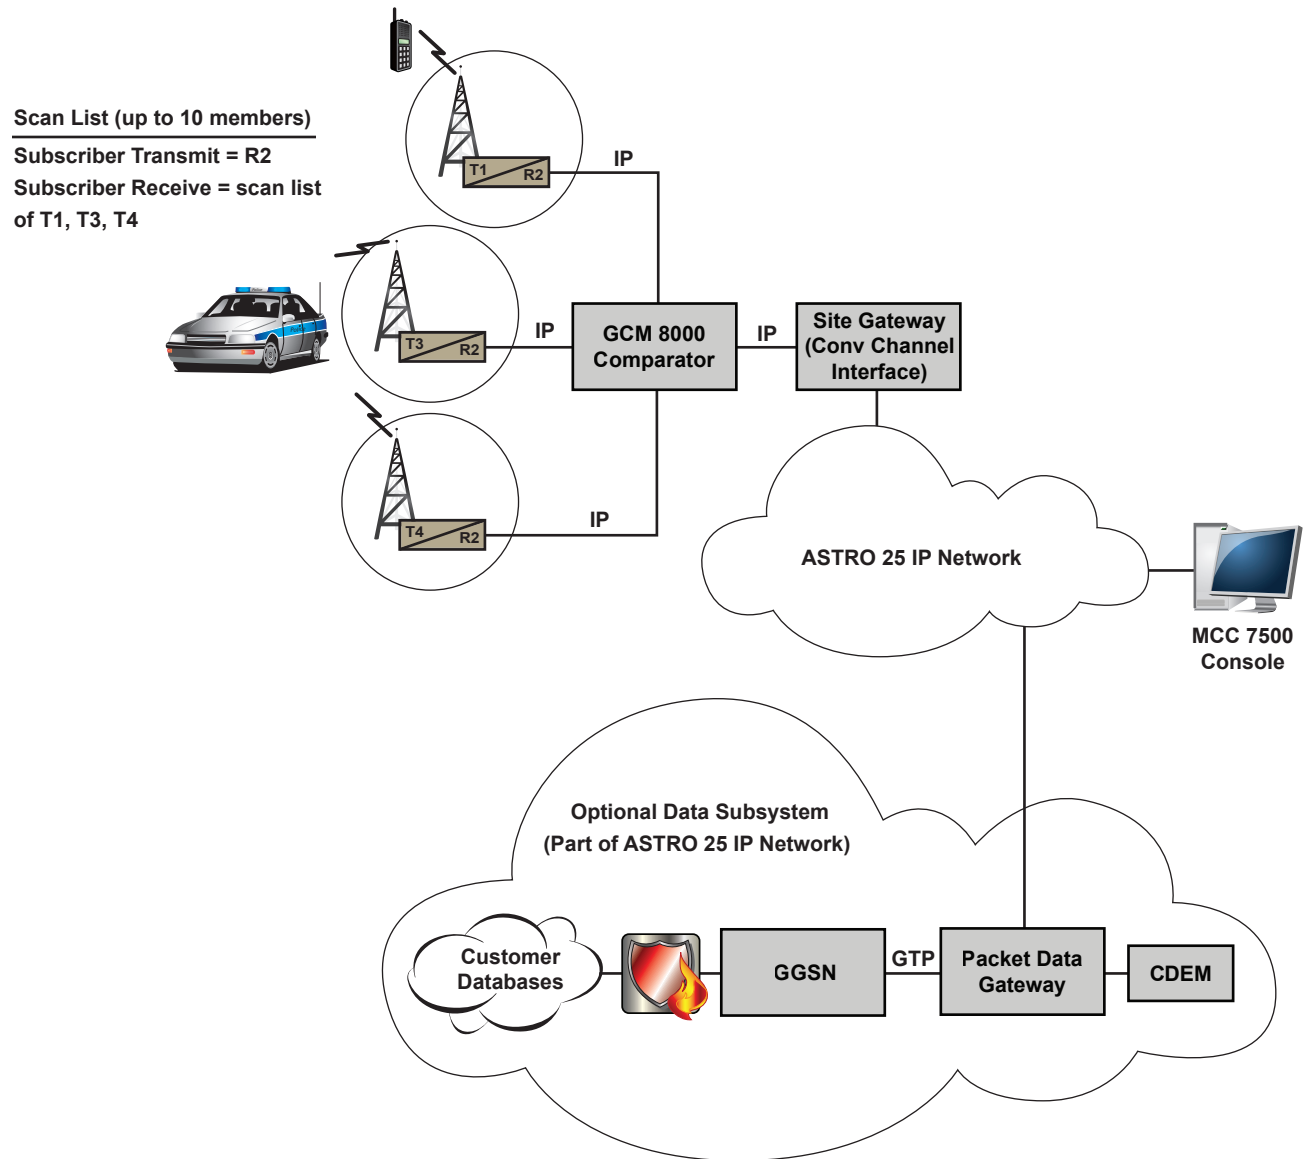 Scan List (up to 10 members)
Subscriber Transmit = R2
Subscriber Receive = scan list
of T1, T3, T4
T1
R2
IP
T3
R2
IP
T4
R2
IP
GCM 8000
Comparator
IP
Site Gateway
(Conv Channel
Interface)
ASTRO 25 IP Network
MCC 7500
Console
Optional Data Subsystem
(Part of ASTRO 25 IP Network)
Customer
Databases
GGSN
GTP
Packet Data
Gateway
CDEM